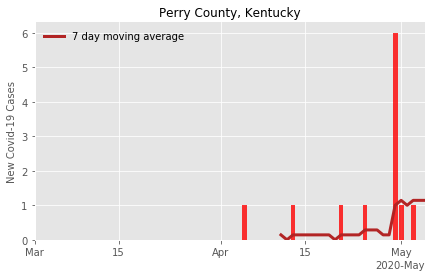 Perry County, Kentucky
7 day moving average
New Covid-19 Cases
6
5
4
3
2
1
0
Mar 15 Apr 15 May
2020-May